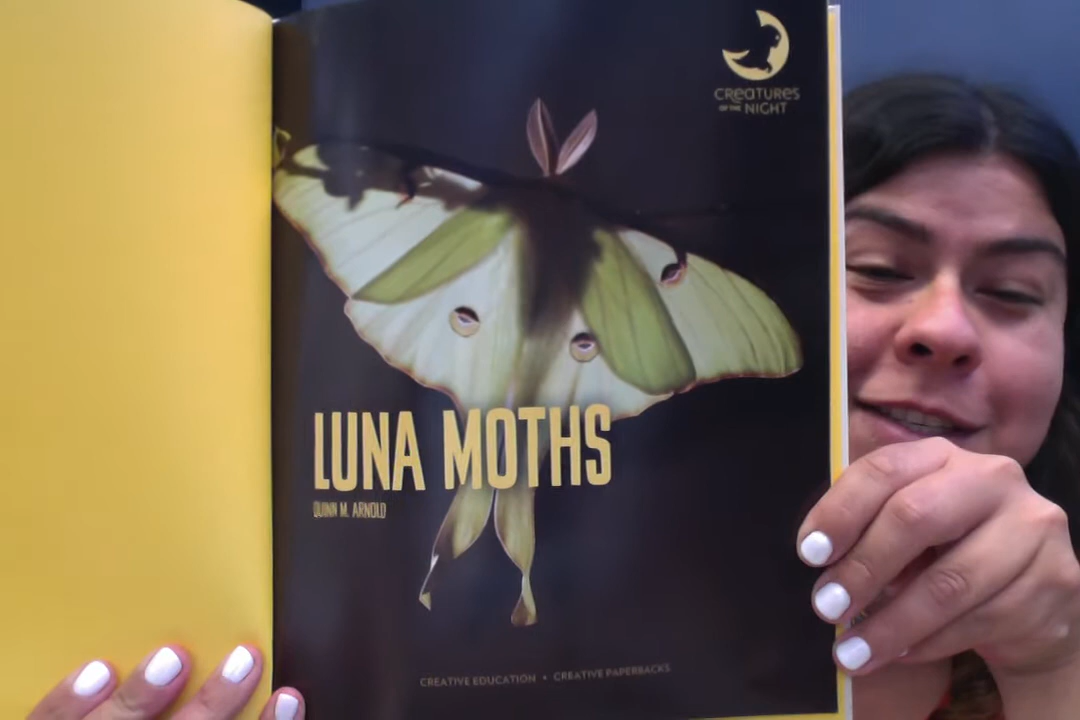 CREATURES
OF THE NIGHT
LUNA MOTHS
QUINN M. ARNOLD
CREATIVE EDUCATION • CREATIVE PAPERBACKS